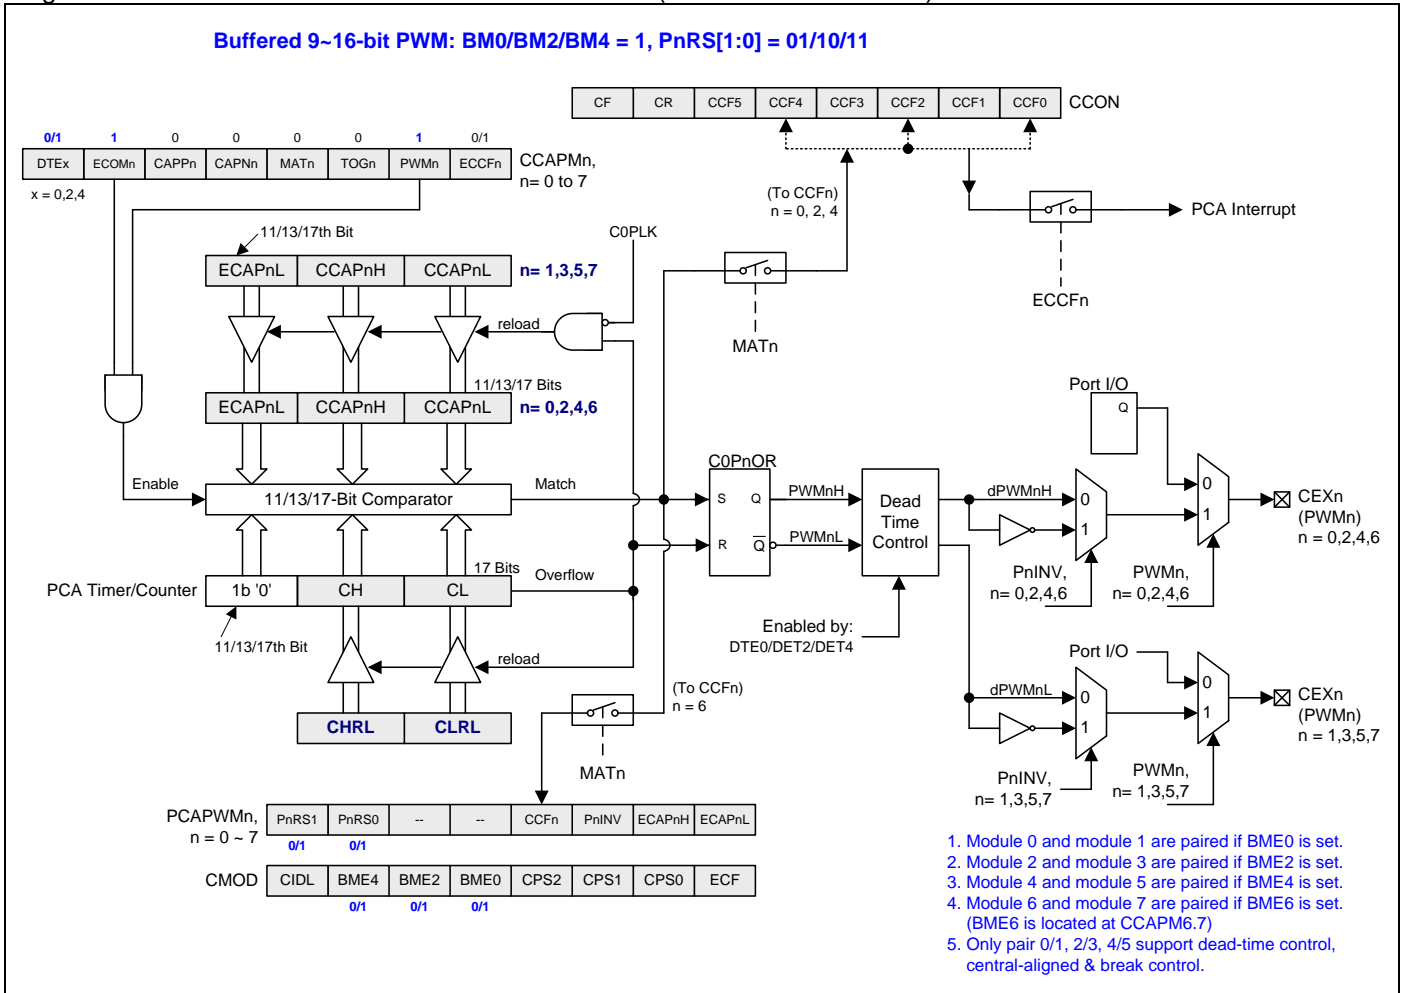 Buffered 9~16-bit PWM: BM0/BM2/BM4 = 1, PnRS[1:0] = 01/10/11
CF CR CCF5 CCF4 CCF3 CCF2 CCF1 CCF0 CCON
0/1 1 0 0 0 0 1 0/1
DTEx ECOMn CAPPn CAPNn MATn TOGn PWMn ECCFn
CCAPMn,
n= 0 to 7
x = 0,2,4
(To CCFn)
n = 0, 2, 4
PCA Interrupt
11/13/17th Bit
C0PLK
ECAPnL CCAPnH CCAPnL n= 1,3,5,7
ECCFn
reload
MATn
11/13/17 Bits
ECAPnL CCAPnH CCAPnL n= 0,2,4,6
Port I/O
Q
C0PnOR
Enable
11/13/17-Bit Comparator
Match
S Q
R Q
PWMnH
PWMnL
Dead
Time
Control
dPWMnH
0
1
0
1
CEXn
(PWMn)
n = 0,2,4,6
PnINV,
n= 0,2,4,6
PWMn,
n= 0,2,4,6
17 Bits
Overflow
PCA Timer/Counter 1b '0' CH CL
11/13/17th Bit
Enabled by:
DTE0/DET2/DET4
reload
Port I/O
(To CCFn)
n = 6
dPWMnL
0
1
0
1
CEXn
(PWMn)
n = 1,3,5,7
CHRL CLRL
MATn
PnINV,
n= 1,3,5,7
PWMn,
n= 1,3,5,7
PCAPWMn,
n = 0 ~ 7
PnRS1 PnRS0 -- -- CCFn PnINV ECAPnH ECAPnL
0/1 0/1
CMOD CIDL BME4 BME2 BME0 CPS2 CPS1 CPS0 ECF
0/1 0/1 0/1
1. Module 0 and module 1 are paired if BME0 is set.
2. Module 2 and module 3 are paired if BME2 is set.
3. Module 4 and module 5 are paired if BME4 is set.
4. Module 6 and module 7 are paired if BME6 is set.
(BME6 is located at CCAPM6.7)
5. Only pair 0/1, 2/3, 4/5 support dead-time control,
central-aligned & break control.